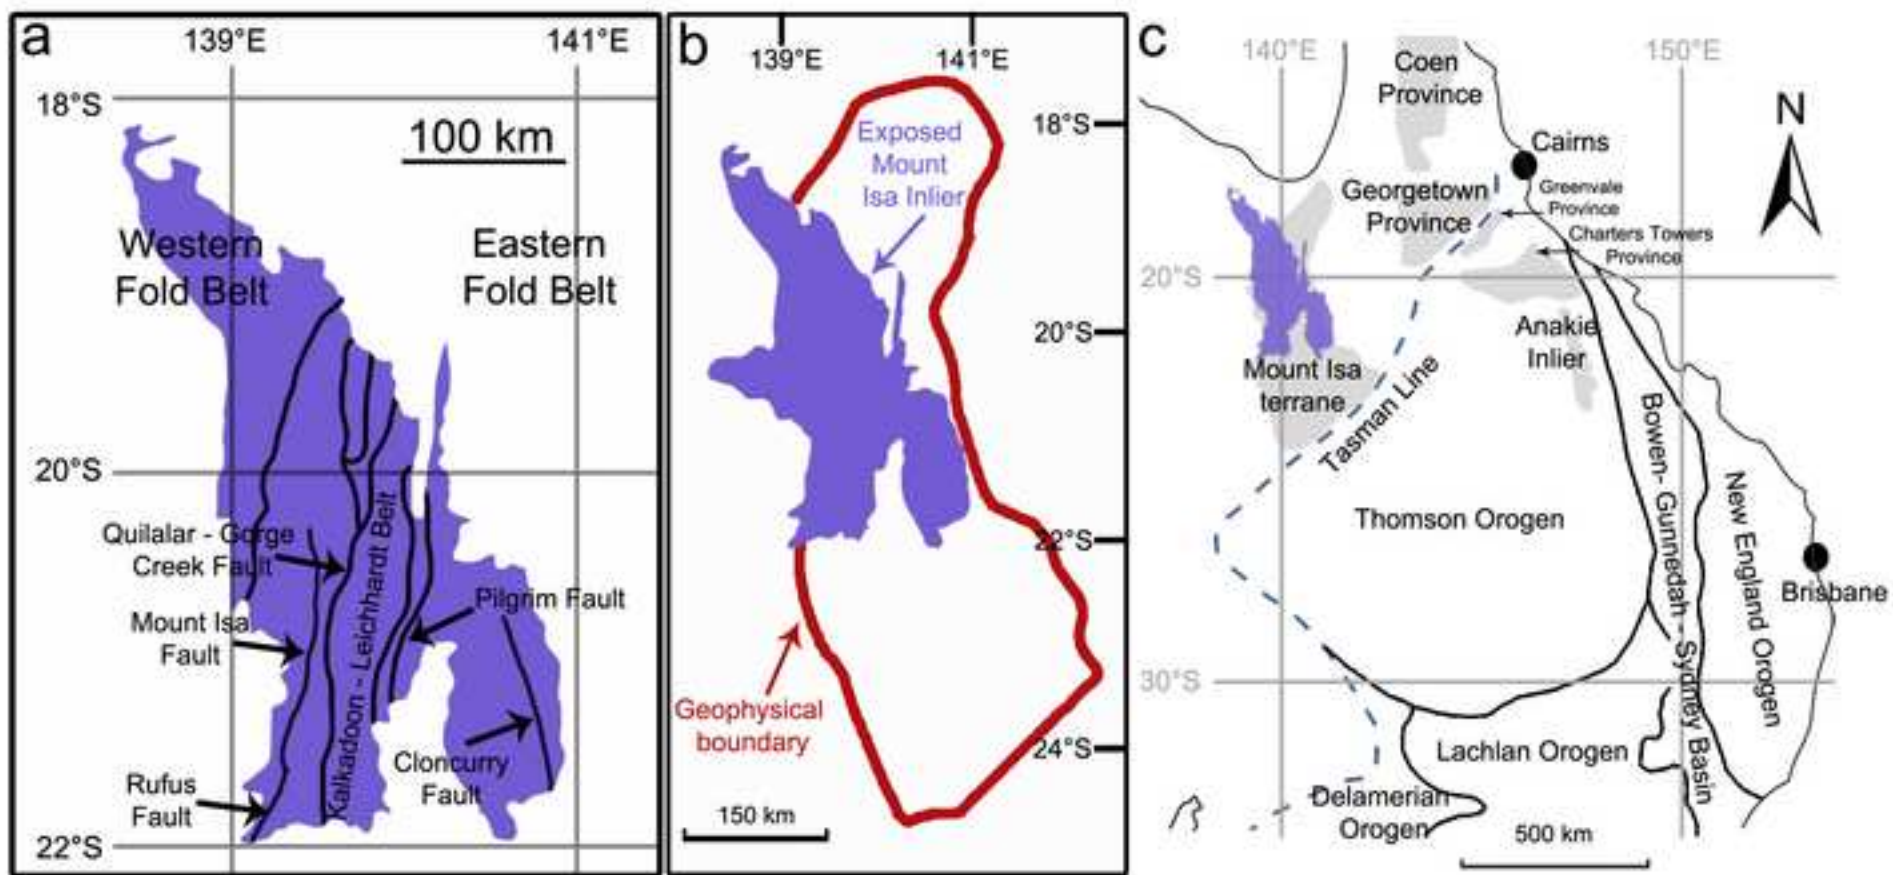 a
139°E
141°E
18°S
100 km
Western
Fold Belt
Eastern
Fold Belt
20°S
Quilalar - Gorge
Creek Fault
Mount Isa
Fault
Kalkadoon - Leichhardt Belt
Pilgrim Fault
Cloncurry
Fault
Rufus
Fault
22°S
b
139°E
141°E
18°S
Exposed
Mount
Isa Inlier
20°S
22°S
Geophysical
boundary
24°S
150 km
c
140°E
150°E
Coen
Province
N
Cairns
Georgetown
Province
Greenvale
Province
Charters Towers
Province
20°S
Anakie
Inlier
Mount Isa
terrane
Tasman Line
Bowen- Gunnedah - Sydney Basin
New England Orogen
Thomson Orogen
Brisbane
30°S
Lachlan Orogen
Delamerian
Orogen
500 km